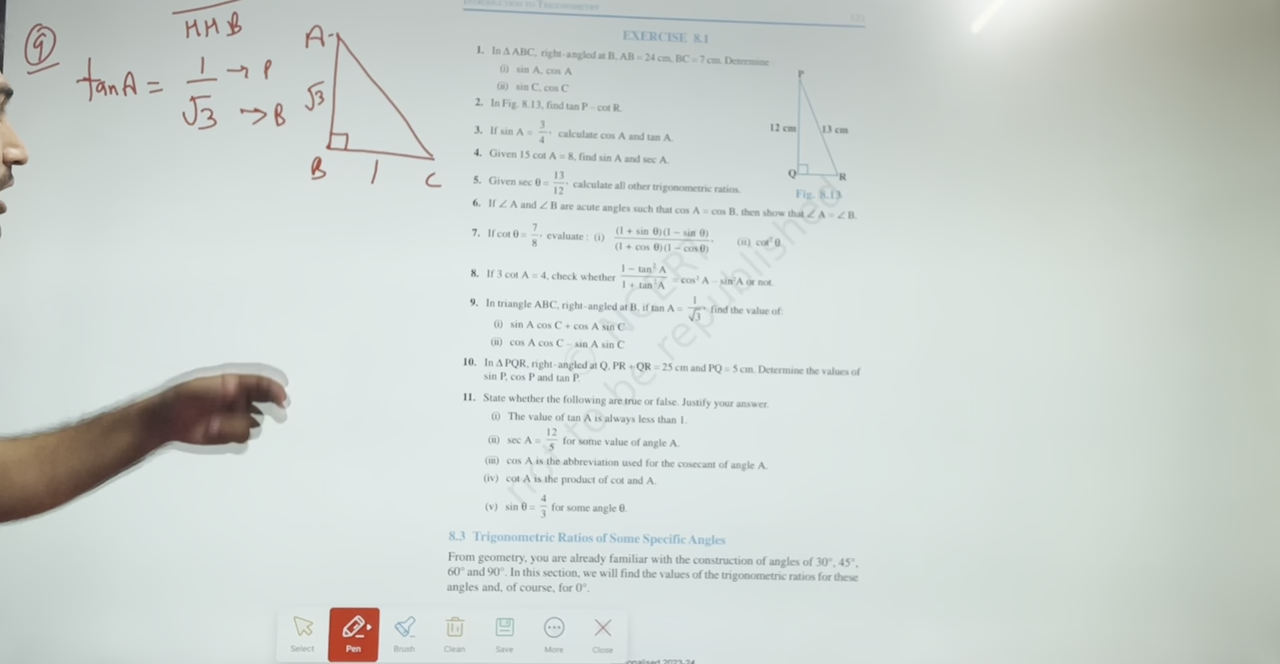 HHB
9
tanA = 1/√3 → P → B
A
√3
B 1 C
INTRODUCTION TO TRIGONOMETRY
EXERCISE 8.1
1. In Δ ABC, right-angled at B, AB = 24 cm, BC = 7 cm. Determine :
(i) sin A, cos A
(ii) sin C, cos C
2. In Fig. 8.13, find tan P – cot R.
3. If sin A = 3/4, calculate cos A and tan A.
4. Given 15 cot A = 8, find sin A and sec A.
5. Given sec θ = 13/12, calculate all other trigonometric ratios.
6. If ∠ A and ∠ B are acute angles such that cos A = cos B, then show that ∠ A = ∠ B.
7. If cot θ = 7/8, evaluate : (i) (1 + sin θ)(1 – sin θ)/(1 + cos θ)(1 – cos θ), (ii) cot² θ
8. If 3 cot A = 4, check whether (1 – tan² A)/(1 + tan² A) = cos² A – sin² A or not.
9. In triangle ABC, right-angled at B, if tan A = 1/√3, find the value of:
(i) sin A cos C + cos A sin C
(ii) cos A cos C – sin A sin C
10. In Δ PQR, right-angled at Q, PR + QR = 25 cm and PQ = 5 cm. Determine the values of
sin P, cos P and tan P.
11. State whether the following are true or false. Justify your answer.
(i) The value of tan A is always less than 1.
(ii) sec A = 12/5 for some value of angle A.
(iii) cos A is the abbreviation used for the cosecant of angle A.
(iv) cot A is the product of cot and A.
(v) sin θ = 4/3 for some angle θ.
P
12 cm 13 cm
Q R
Fig. 8.13
© NCERT
not to be republished
8.3 Trigonometric Ratios of Some Specific Angles
From geometry, you are already familiar with the construction of angles of 30°, 45°,
60° and 90°. In this section, we will find the values of the trigonometric ratios for these
angles and, of course, for 0°.
Select Pen Brush Clean Save More Close
2023-24